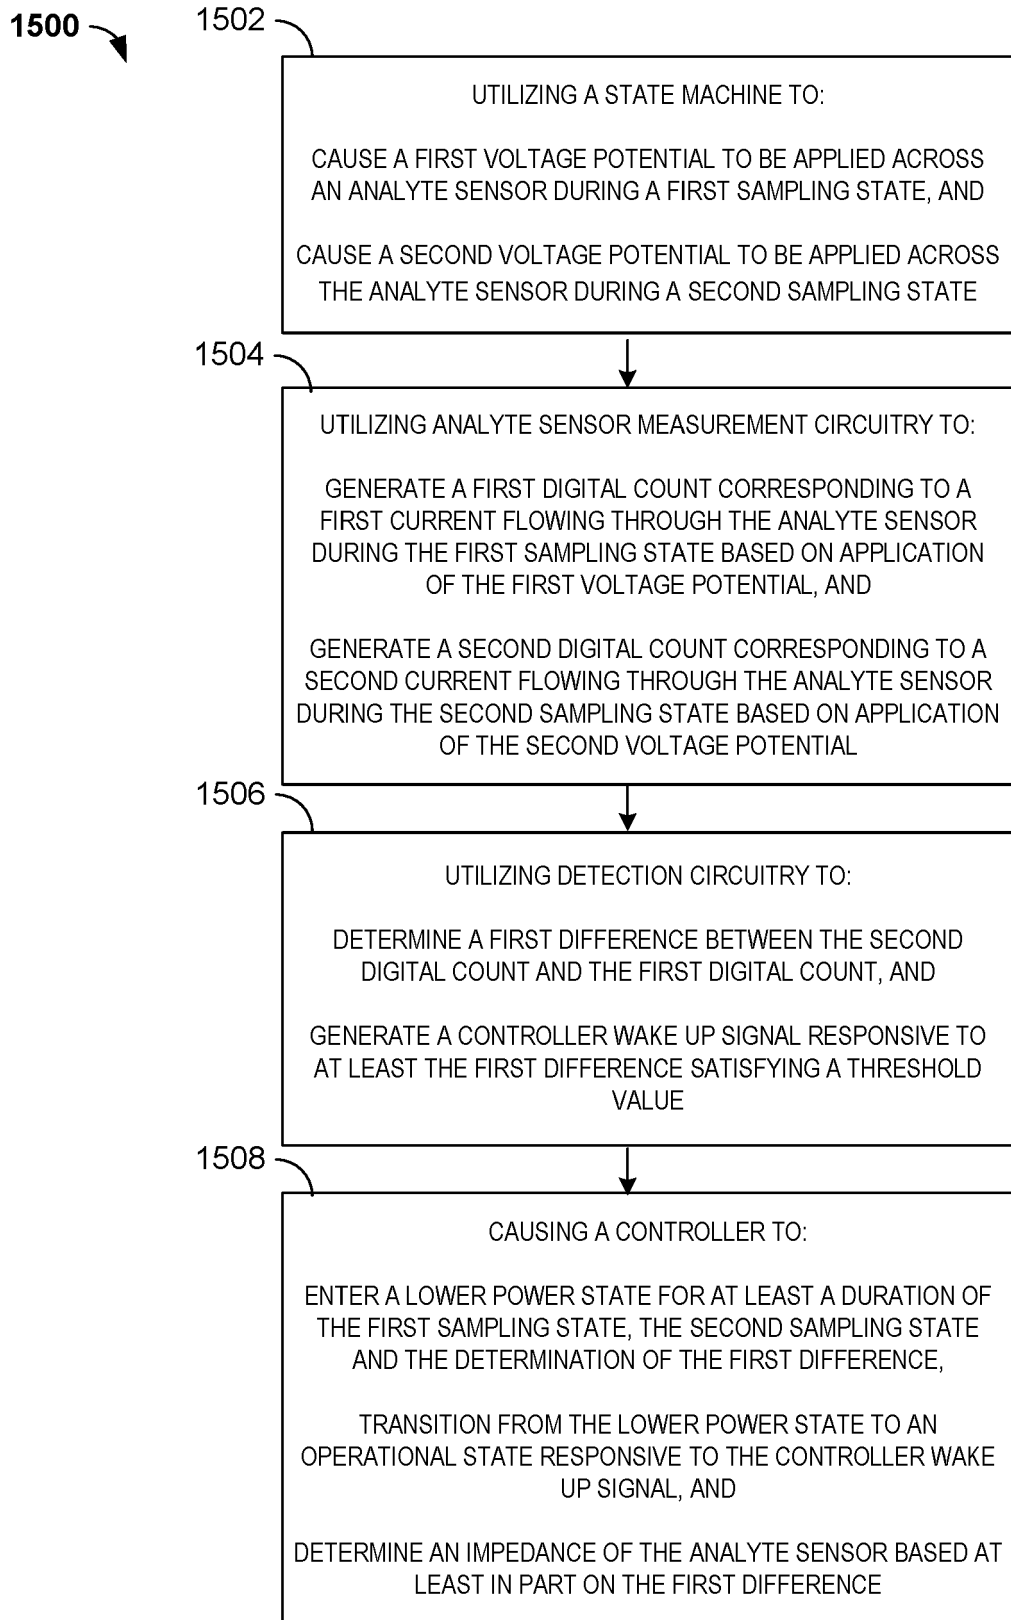 1500
1502
UTILIZING A STATE MACHINE TO:
CAUSE A FIRST VOLTAGE POTENTIAL TO BE APPLIED ACROSS
AN ANALYTE SENSOR DURING A FIRST SAMPLING STATE, AND
CAUSE A SECOND VOLTAGE POTENTIAL TO BE APPLIED ACROSS
THE ANALYTE SENSOR DURING A SECOND SAMPLING STATE
1504
UTILIZING ANALYTE SENSOR MEASUREMENT CIRCUITRY TO:
GENERATE A FIRST DIGITAL COUNT CORRESPONDING TO A
FIRST CURRENT FLOWING THROUGH THE ANALYTE SENSOR
DURING THE FIRST SAMPLING STATE BASED ON APPLICATION
OF THE FIRST VOLTAGE POTENTIAL, AND
GENERATE A SECOND DIGITAL COUNT CORRESPONDING TO A
SECOND CURRENT FLOWING THROUGH THE ANALYTE SENSOR
DURING THE SECOND SAMPLING STATE BASED ON APPLICATION
OF THE SECOND VOLTAGE POTENTIAL
1506
UTILIZING DETECTION CIRCUITRY TO:
DETERMINE A FIRST DIFFERENCE BETWEEN THE SECOND
DIGITAL COUNT AND THE FIRST DIGITAL COUNT, AND
GENERATE A CONTROLLER WAKE UP SIGNAL RESPONSIVE TO
AT LEAST THE FIRST DIFFERENCE SATISFYING A THRESHOLD
VALUE
1508
CAUSING A CONTROLLER TO:
ENTER A LOWER POWER STATE FOR AT LEAST A DURATION OF
THE FIRST SAMPLING STATE, THE SECOND SAMPLING STATE
AND THE DETERMINATION OF THE FIRST DIFFERENCE,
TRANSITION FROM THE LOWER POWER STATE TO AN
OPERATIONAL STATE RESPONSIVE TO THE CONTROLLER WAKE
UP SIGNAL, AND
DETERMINE AN IMPEDANCE OF THE ANALYTE SENSOR BASED AT
LEAST IN PART ON THE FIRST DIFFERENCE